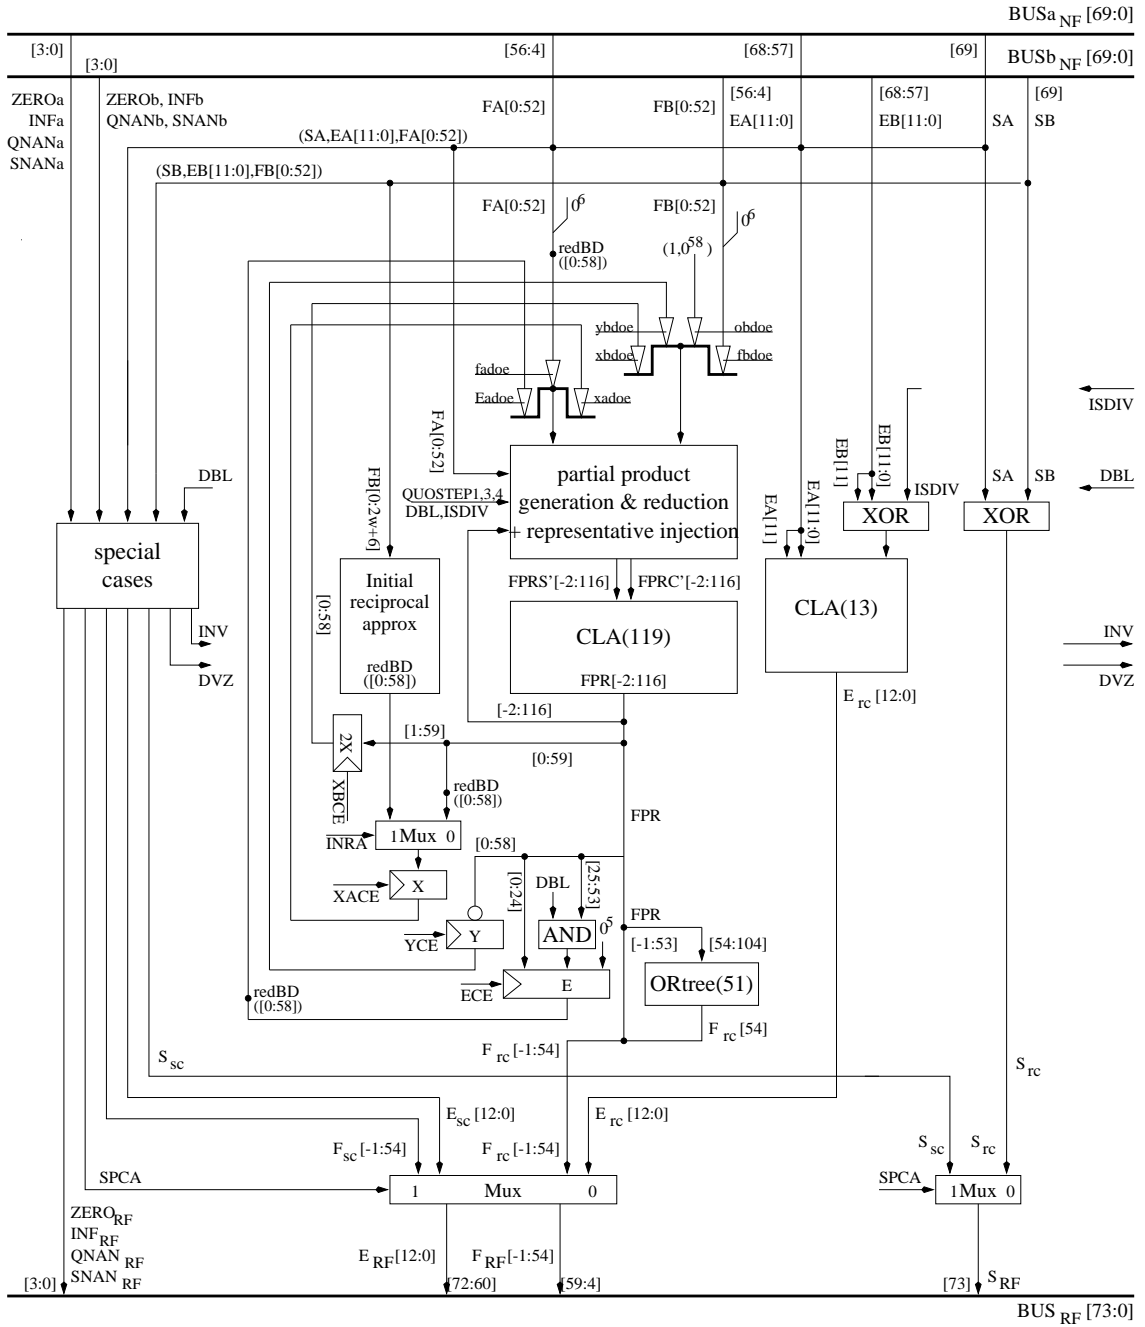 BUSa NF [69:0]
[3:0] [56:4] [68:57] [69]
BUSb NF [69:0]
[3:0]
ZEROa ZEROb, INFb FA[0:52] FB[0:52] [56:4] [68:57] [69]
INFa QNANb, SNANb EA[11:0] EB[11:0] SA SB
QNANa (SA,EA[11:0],FA[0:52])
SNANa
(SB,EB[11:0],FB[0:52])
FA[0:52] 0^6 FB[0:52] 0^6
redBD (1,0^58)
([0:58])
ybdoe obdoe
xbdoe fbdoe
fadoe
Eadoe xadoe
ISDIV
FA[0:52]
EB[11] EB[11:0]
partial product
generation & reduction
+ representative injection
DBL
QUOSTEP1,3,4
DBL,ISDIV
FB[0:2w+6]
ISDIV SA SB DBL
XOR XOR
EA[11] EA[11:0]
special
cases
FPRS'[-2:116] FPRC'[-2:116]
Initial
reciprocal
approx
redBD
([0:58])
[0:58]
CLA(119)
FPR[-2:116]
CLA(13)
INV INV
DVZ DVZ
E rc [12:0]
[-2:116]
[1:59] [0:59]
2X
XBCE
redBD
([0:58])
FPR
INRA 1 Mux 0
[0:58]
XACE X
[0:24] DBL [25:53]
YCE Y AND 0^5 FPR
[-1:53] [54:104]
ECE E ORtree(51)
redBD
([0:58])
F rc [54]
S sc F rc [-1:54] S rc
E sc [12:0] E rc [12:0]
F sc [-1:54] F rc [-1:54] S sc S rc
SPCA 1 Mux 0 SPCA 1 Mux 0
ZERO RF
INF RF
QNAN RF E RF [12:0] F RF [-1:54]
SNAN RF S RF
[3:0] [72:60] [59:4] [73]
BUS RF [73:0]